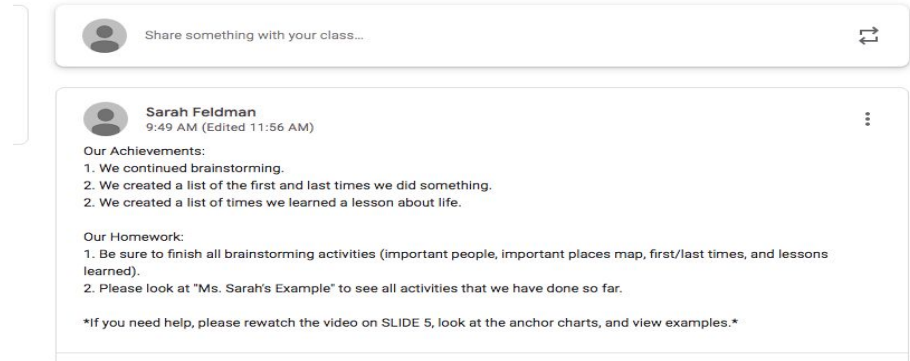 Share something with your class...
Sarah Feldman
9:49 AM (Edited 11:56 AM)
Our Achievements:
1. We continued brainstorming.
2. We created a list of the first and last times we did something.
2. We created a list of times we learned a lesson about life.
Our Homework:
1. Be sure to finish all brainstorming activities (important people, important places map, first/last times, and lessons
learned).
2. Please look at "Ms. Sarah's Example" to see all activities that we have done so far.
*If you need help, please rewatch the video on SLIDE 5, look at the anchor charts, and view examples.*